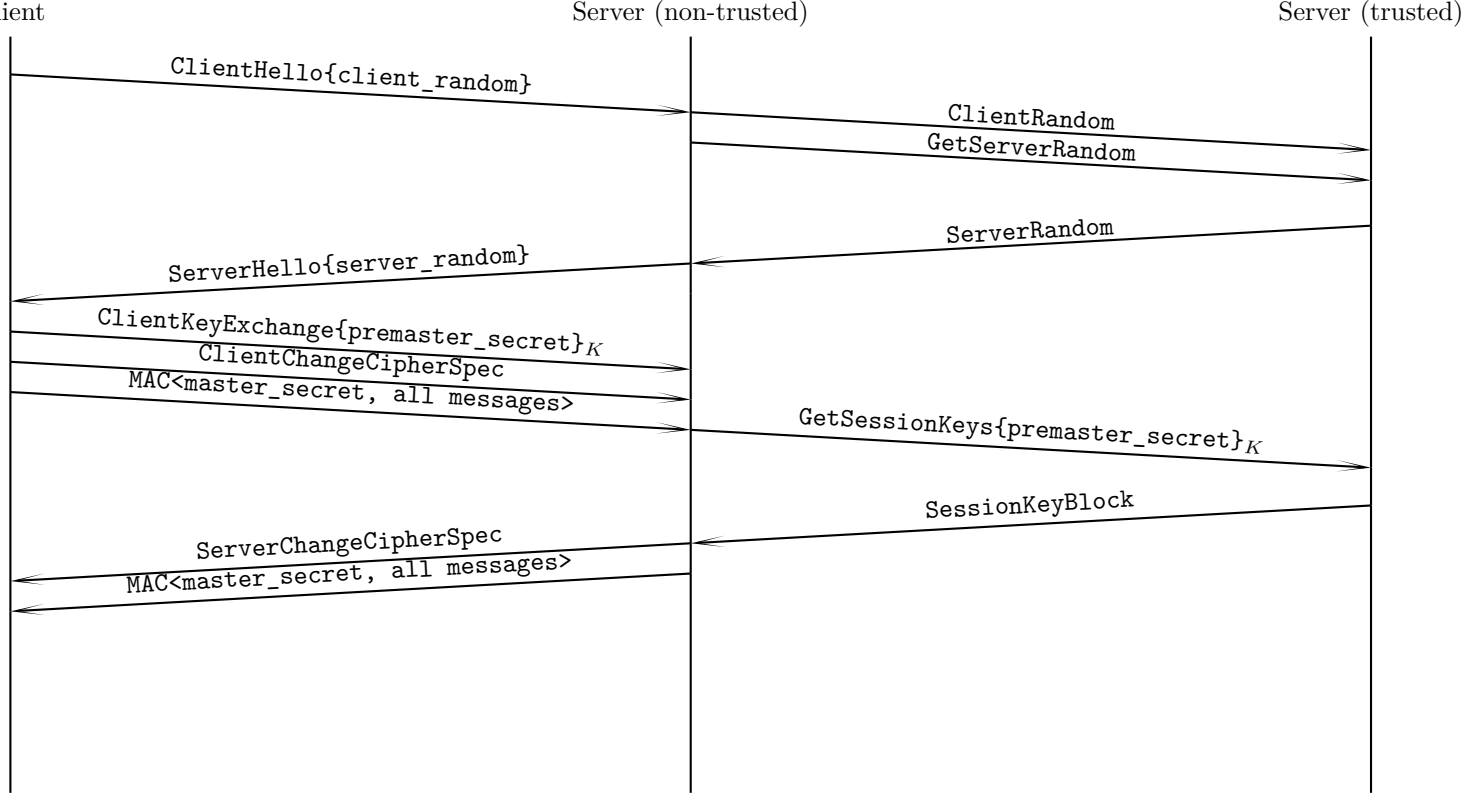 ient
Server (non-trusted)
Server (trusted)
ClientHello{client_random}
ClientRandom
GetServerRandom
ServerRandom
ServerHello{server_random}
ClientKeyExchange{premaster_secret}K
ClientChangeCipherSpec
MAC<master_secret, all messages>
GetSessionKeys{premaster_secret}K
SessionKeyBlock
ServerChangeCipherSpec
MAC<master_secret, all messages>